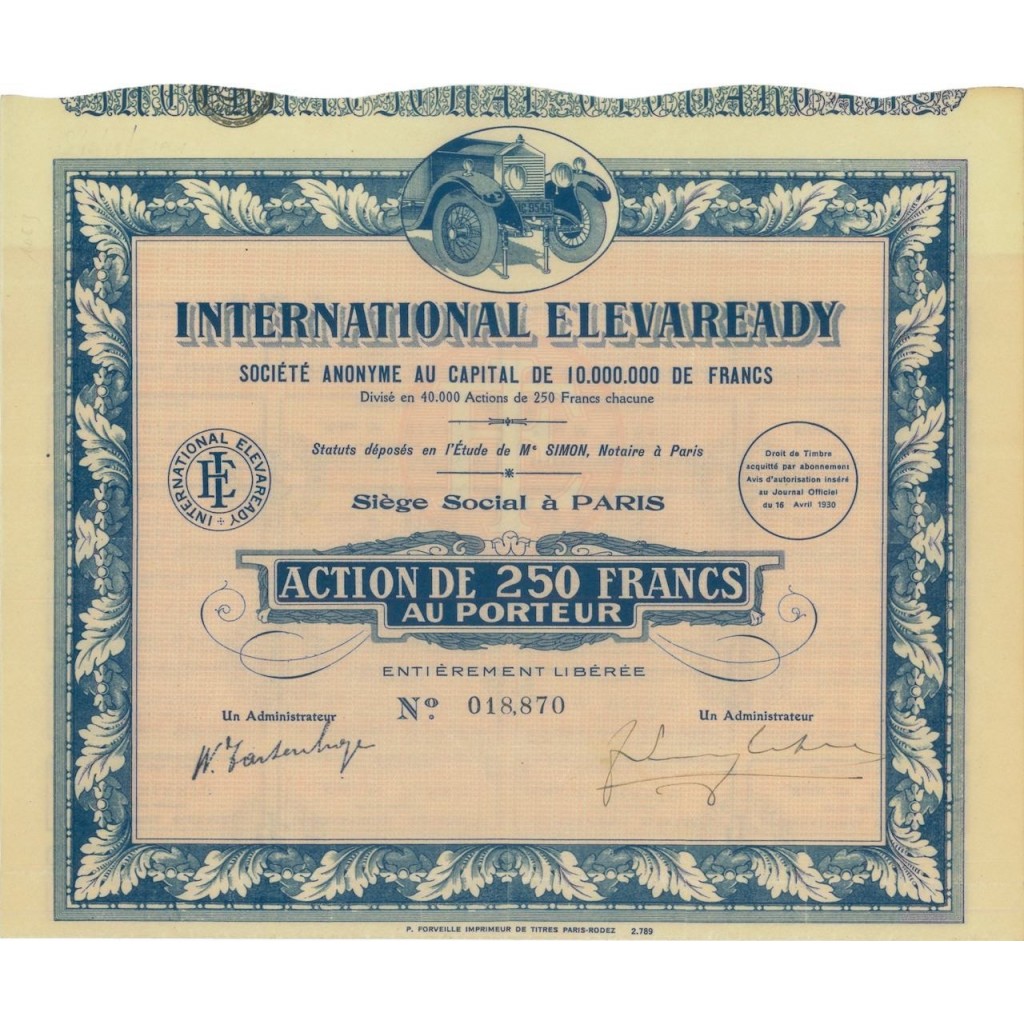 INTERNATIONAL ELEVAREADY
SOCIÉTÉ ANONYME AU CAPITAL DE 10.000.000 DE FRANCS
Divisé en 40.000 Actions de 250 Francs chacune
Statuts déposés en l'Étude de Me SIMON, Notaire à Paris
Siège Social à PARIS
INTERNATIONAL ELEVAREADY
IE
Droit de Timbre
acquitté par abonnement
Avis d'autorisation inséré
au Journal Officiel
du 16 Avril 1930
ACTION DE 250 FRANCS
AU PORTEUR
ENTIÈREMENT LIBÉRÉE
No. 018,870
Un Administrateur
Un Administrateur
P. FORVEILLE IMPRIMEUR DE TITRES PARIS-RODEZ 2.789